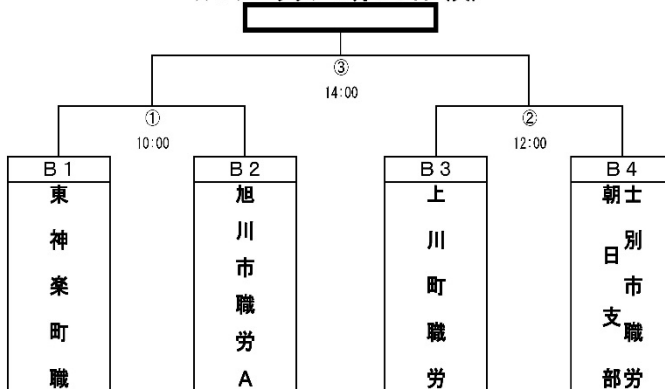 ③
14:00
①
10:00
②
12:00
B1
B2
B3
B4
東神楽町職
旭川市職労A
上川町職労
士別市職労
朝日支部